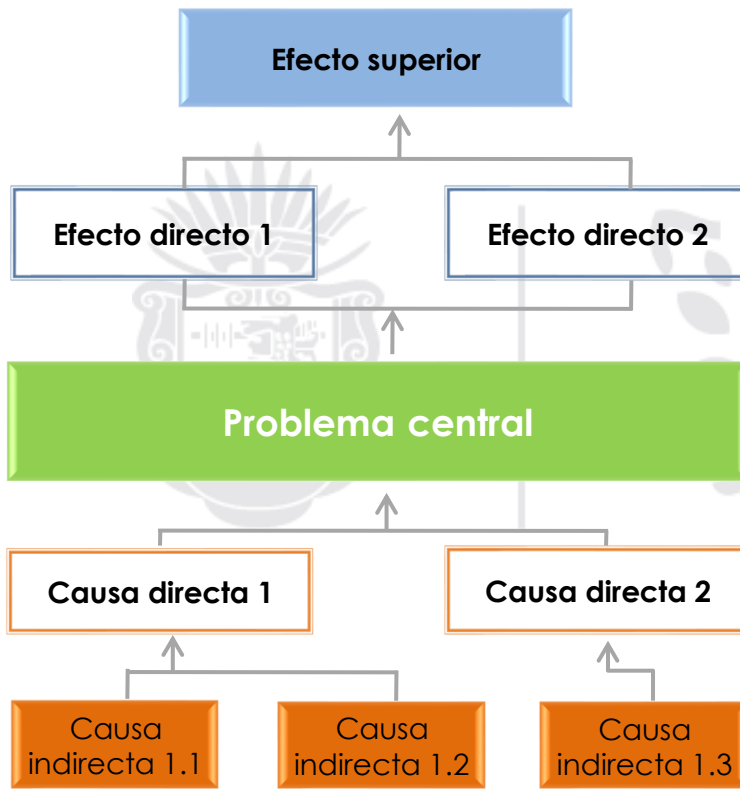 Efecto superior
Efecto directo 1
Efecto directo 2
Problema central
Causa directa 1
Causa directa 2
Causa
indirecta 1.1
Causa
indirecta 1.2
Causa
indirecta 1.3